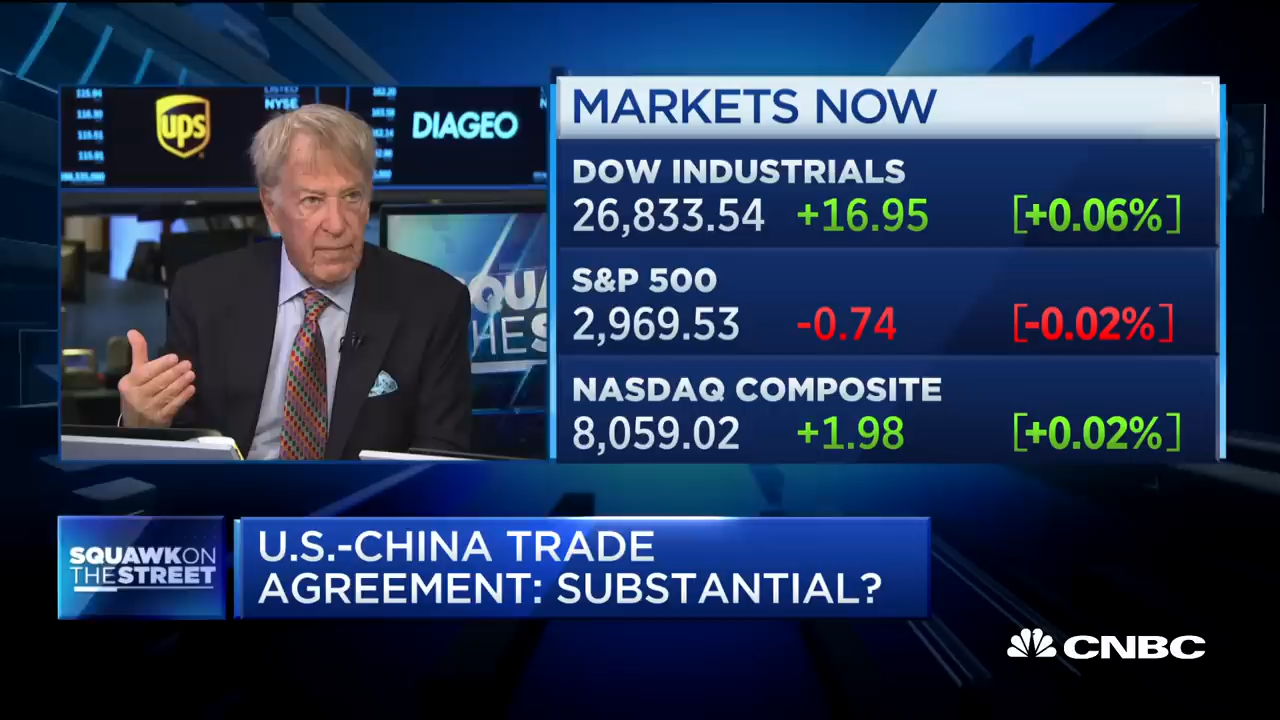 ups
LISTED
NYSE
DIAGEO
MARKETS NOW
DOW INDUSTRIALS
26,833.54 +16.95 [+0.06%]
S&P 500
2,969.53 -0.74 [-0.02%]
NASDAQ COMPOSITE
8,059.02 +1.98 [+0.02%]
SQUAWK ON
THE STREET
U.S.-CHINA TRADE
AGREEMENT: SUBSTANTIAL?
CNBC